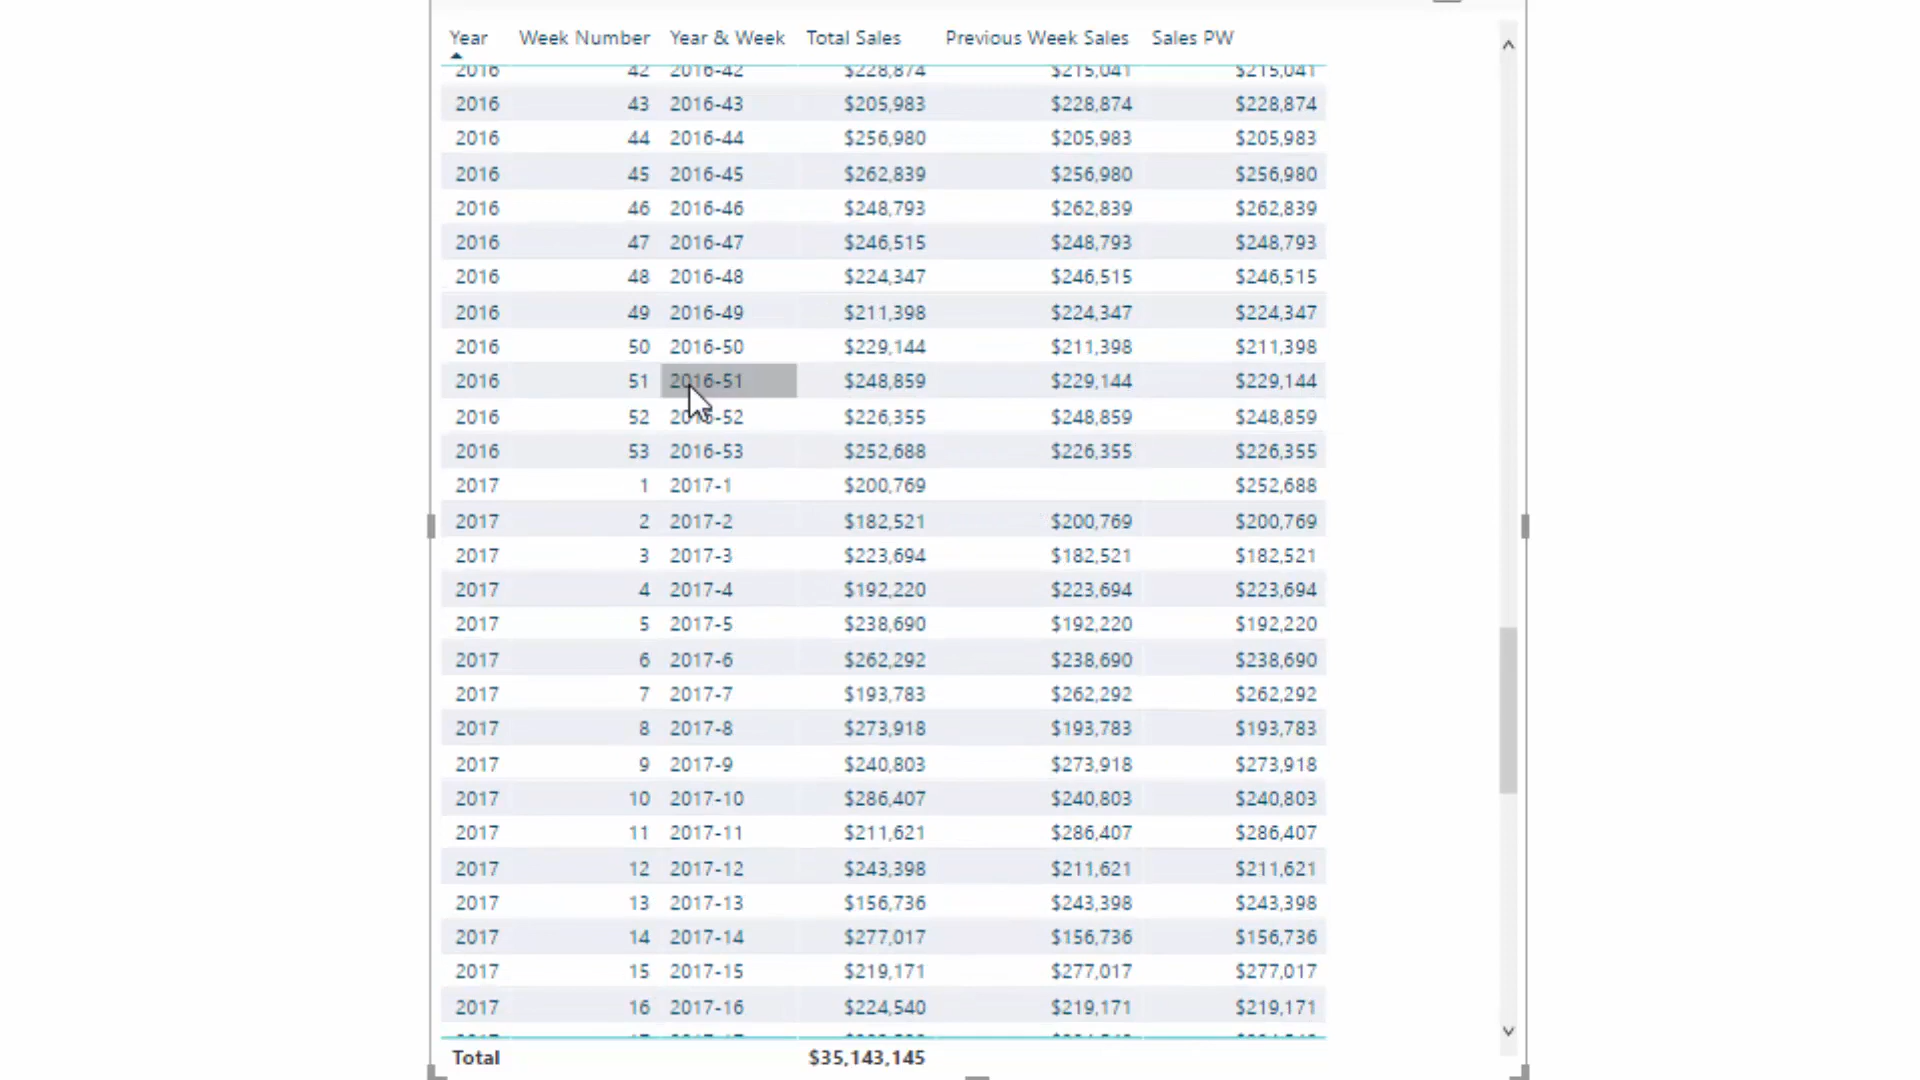 Year Week Number Year & Week Total Sales Previous Week Sales Sales PW
2016 42 2016-42 $228,874 $215,041 $215,041
2016 43 2016-43 $205,983 $228,874 $228,874
2016 44 2016-44 $256,980 $205,983 $205,983
2016 45 2016-45 $262,839 $256,980 $256,980
2016 46 2016-46 $248,793 $262,839 $262,839
2016 47 2016-47 $246,515 $248,793 $248,793
2016 48 2016-48 $224,347 $246,515 $246,515
2016 49 2016-49 $211,398 $224,347 $224,347
2016 50 2016-50 $229,144 $211,398 $211,398
2016 51 2016-51 $248,859 $229,144 $229,144
2016 52 2016-52 $226,355 $248,859 $248,859
2016 53 2016-53 $252,688 $226,355 $226,355
2017 1 2017-1 $200,769 $252,688
2017 2 2017-2 $182,521 $200,769 $200,769
2017 3 2017-3 $223,694 $182,521 $182,521
2017 4 2017-4 $192,220 $223,694 $223,694
2017 5 2017-5 $238,690 $192,220 $192,220
2017 6 2017-6 $262,292 $238,690 $238,690
2017 7 2017-7 $193,783 $262,292 $262,292
2017 8 2017-8 $273,918 $193,783 $193,783
2017 9 2017-9 $240,803 $273,918 $273,918
2017 10 2017-10 $286,407 $240,803 $240,803
2017 11 2017-11 $211,621 $286,407 $286,407
2017 12 2017-12 $243,398 $211,621 $211,621
2017 13 2017-13 $156,736 $243,398 $243,398
2017 14 2017-14 $277,017 $156,736 $156,736
2017 15 2017-15 $219,171 $277,017 $277,017
2017 16 2017-16 $224,540 $219,171 $219,171
Total $35,143,145